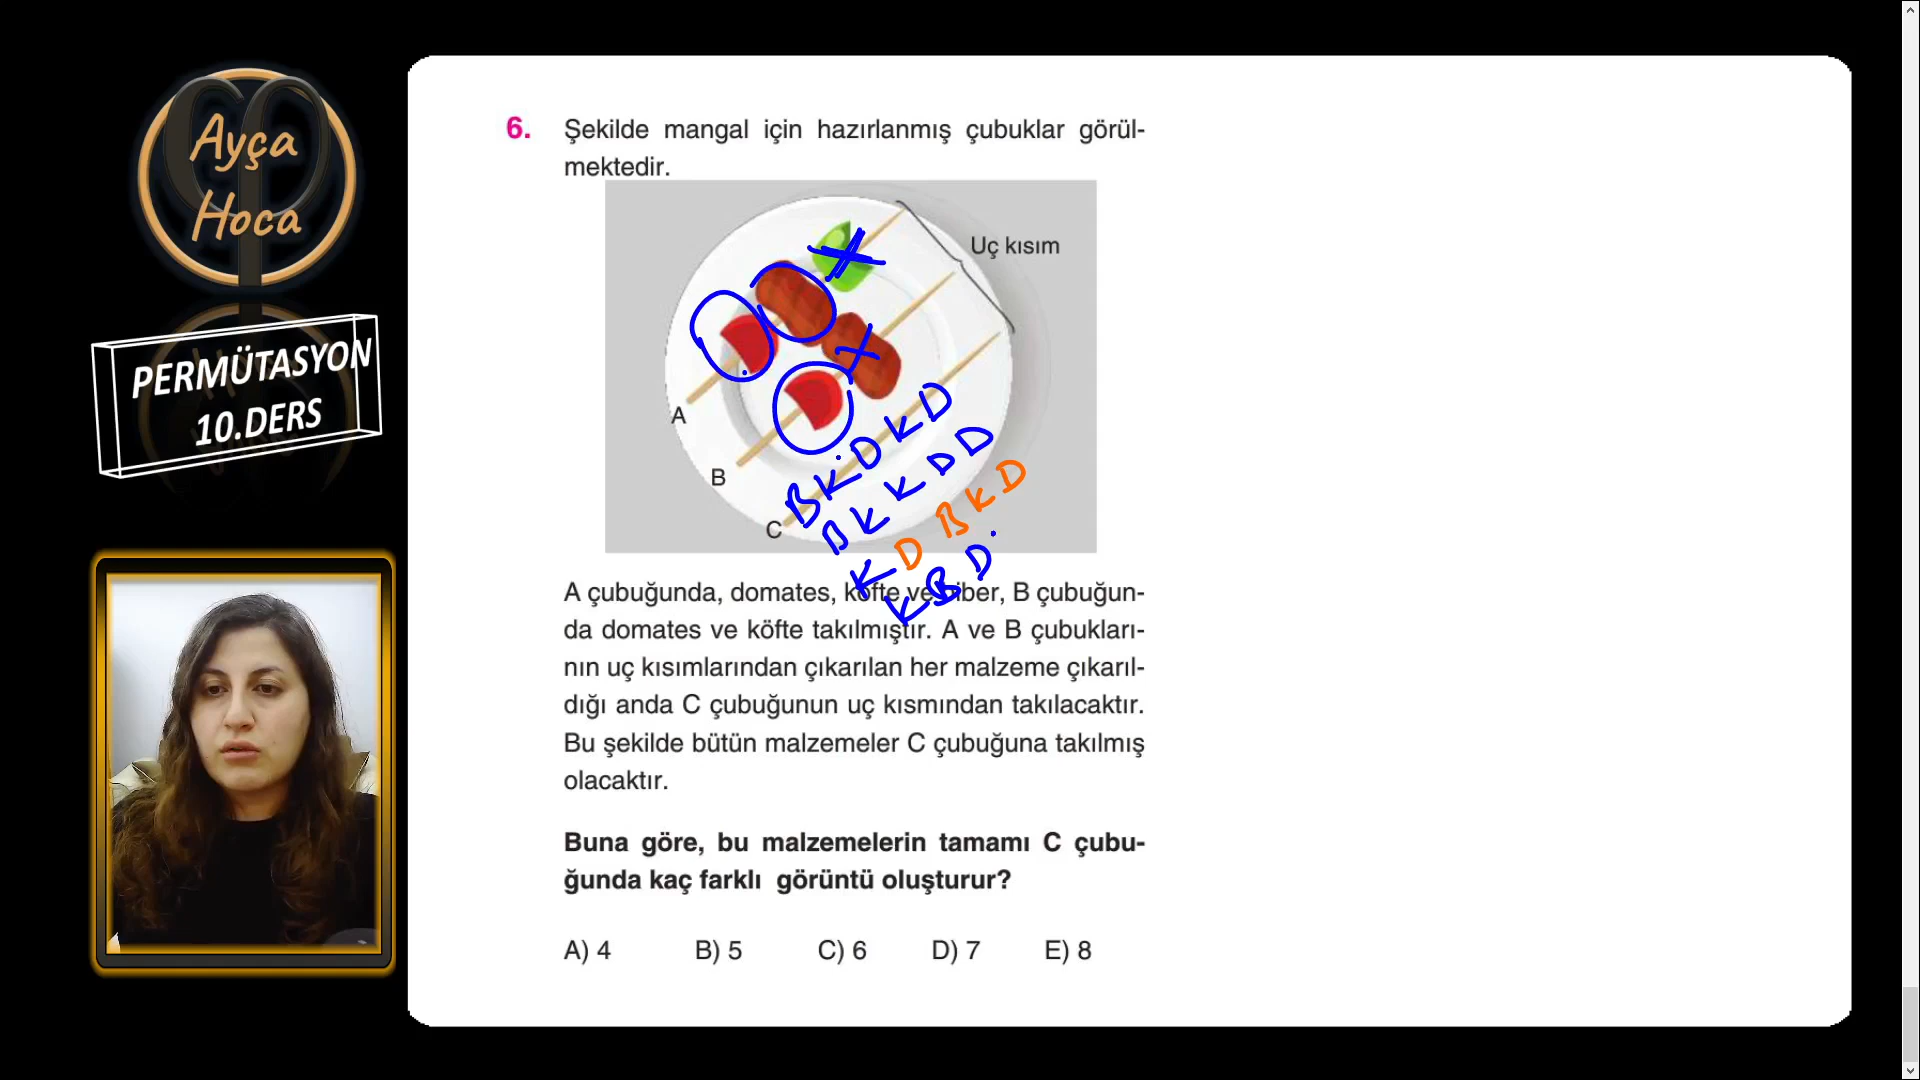 Ayça
Hoca
PERMÜTASYON
10.DERS
6. Şekilde mangal için hazırlanmış çubuklar görül-
mektedir.
Uç kısım
A
B
C
B K D K D
B K K D D
K D B K D
K B D
A çubuğunda, domates, köfte ve biber, B çubuğun-
da domates ve köfte takılmıştır. A ve B çubukları-
nın uç kısımlarından çıkarılan her malzeme çıkarıl-
dığı anda C çubuğunun uç kısmından takılacaktır.
Bu şekilde bütün malzemeler C çubuğuna takılmış
olacaktır.
Buna göre, bu malzemelerin tamamı C çubu-
ğunda kaç farklı görüntü oluşturur?
A) 4 B) 5 C) 6 D) 7 E) 8